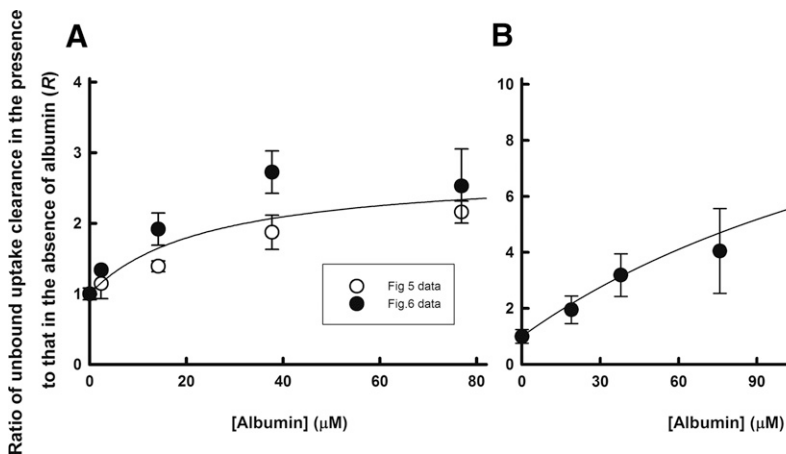 Ratio of unbound uptake clearance in the presence
to that in the absence of albumin (R)
A
4
3
2
1
0
0 20 40 60 80
[Albumin] (μM)
Fig 5 data
Fig.6 data
B
10
8
6
4
2
0
0 30 60 90
[Albumin] (μM)